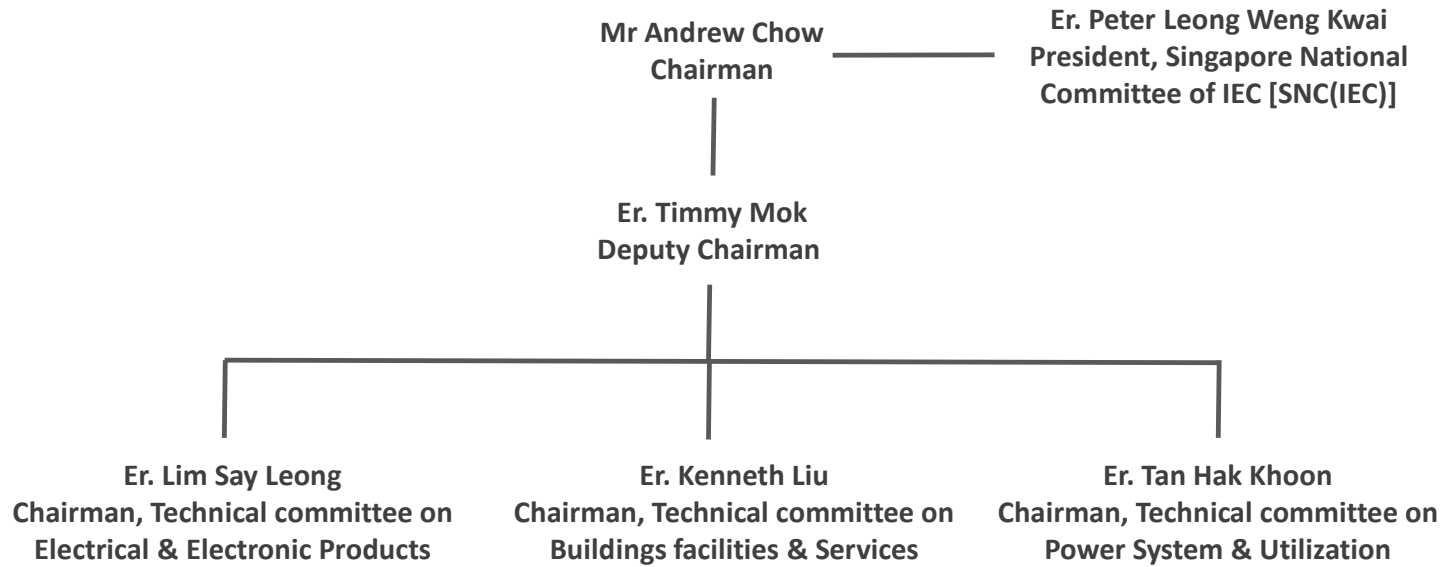 Mr Andrew Chow
Chairman
Er. Peter Leong Weng Kwai
President, Singapore National
Committee of IEC [SNC(IEC)]
Er. Timmy Mok
Deputy Chairman
Er. Lim Say Leong
Chairman, Technical committee on
Electrical & Electronic Products
Er. Kenneth Liu
Chairman, Technical committee on
Buildings facilities & Services
Er. Tan Hak Khoon
Chairman, Technical committee on
Power System & Utilization